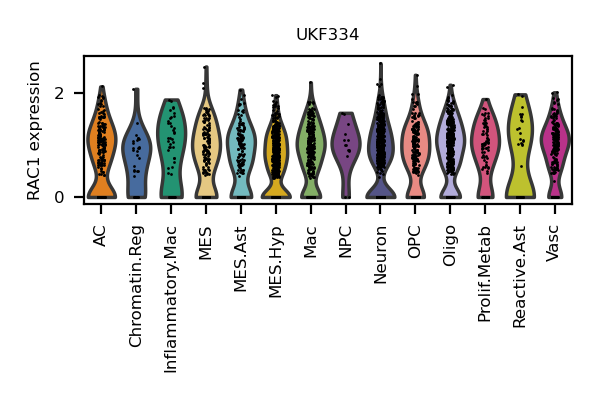 UKF334
RAC1 expression
2
0
AC
Chromatin.Reg
Inflammatory.Mac
MES
MES.Ast
MES.Hyp
Mac
NPC
Neuron
OPC
Oligo
Prolif.Metab
Reactive.Ast
Vasc